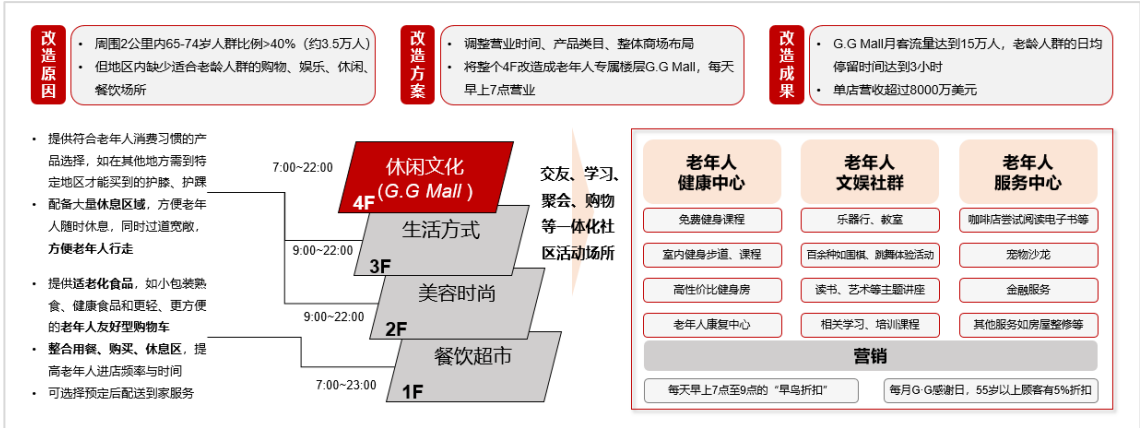 改造原因
• 周围2公里内65-74岁人群比例>40%（约3.5万人）
• 但地区内缺少适合老龄人群的购物、娱乐、休闲、
餐饮场所
改造方案
• 调整营业时间、产品类目、整体商场布局
• 将整个4F改造成老年人专属楼层G.G Mall，每天
早上7点营业
改造成果
• G.G Mall月客流量达到15万人，老龄人群的日均
停留时间达到3小时
• 单店营收超过8000万美元
• 提供符合老年人消费习惯的产
品选择，如在其他地方需到特
定地区才能买到的护膝、护踝
• 配备大量休息区域，方便老年
人随时休息，同时过道宽敞，
方便老年人行走
• 提供适老化食品，如小包装熟
食、健康食品和更轻、更方便
的老年人友好型购物车
• 整合用餐、购买、休息区，提
高老年人进店频率与时间
• 可选择预定后配送到家服务
7:00~22:00
休闲文化
(G.G Mall)
4F
9:00~22:00
生活方式
3F
9:00~22:00
美容时尚
2F
7:00~23:00
餐饮超市
1F
交友、学习、
聚会、购物
等一体化社
区活动场所
老年人
健康中心
免费健身课程
室内健身步道、课程
高性价比健身房
老年人康复中心
老年人
文娱社群
乐器行、教室
百余种如围棋、跳舞体验活动
读书、艺术等主题讲座
相关学习、培训课程
老年人
服务中心
咖啡店尝试阅读电子书等
宠物沙龙
金融服务
其他服务如房屋整修等
营销
每天早上7点至9点的“早鸟折扣”
每月G·G感谢日，55岁以上顾客有5%折扣